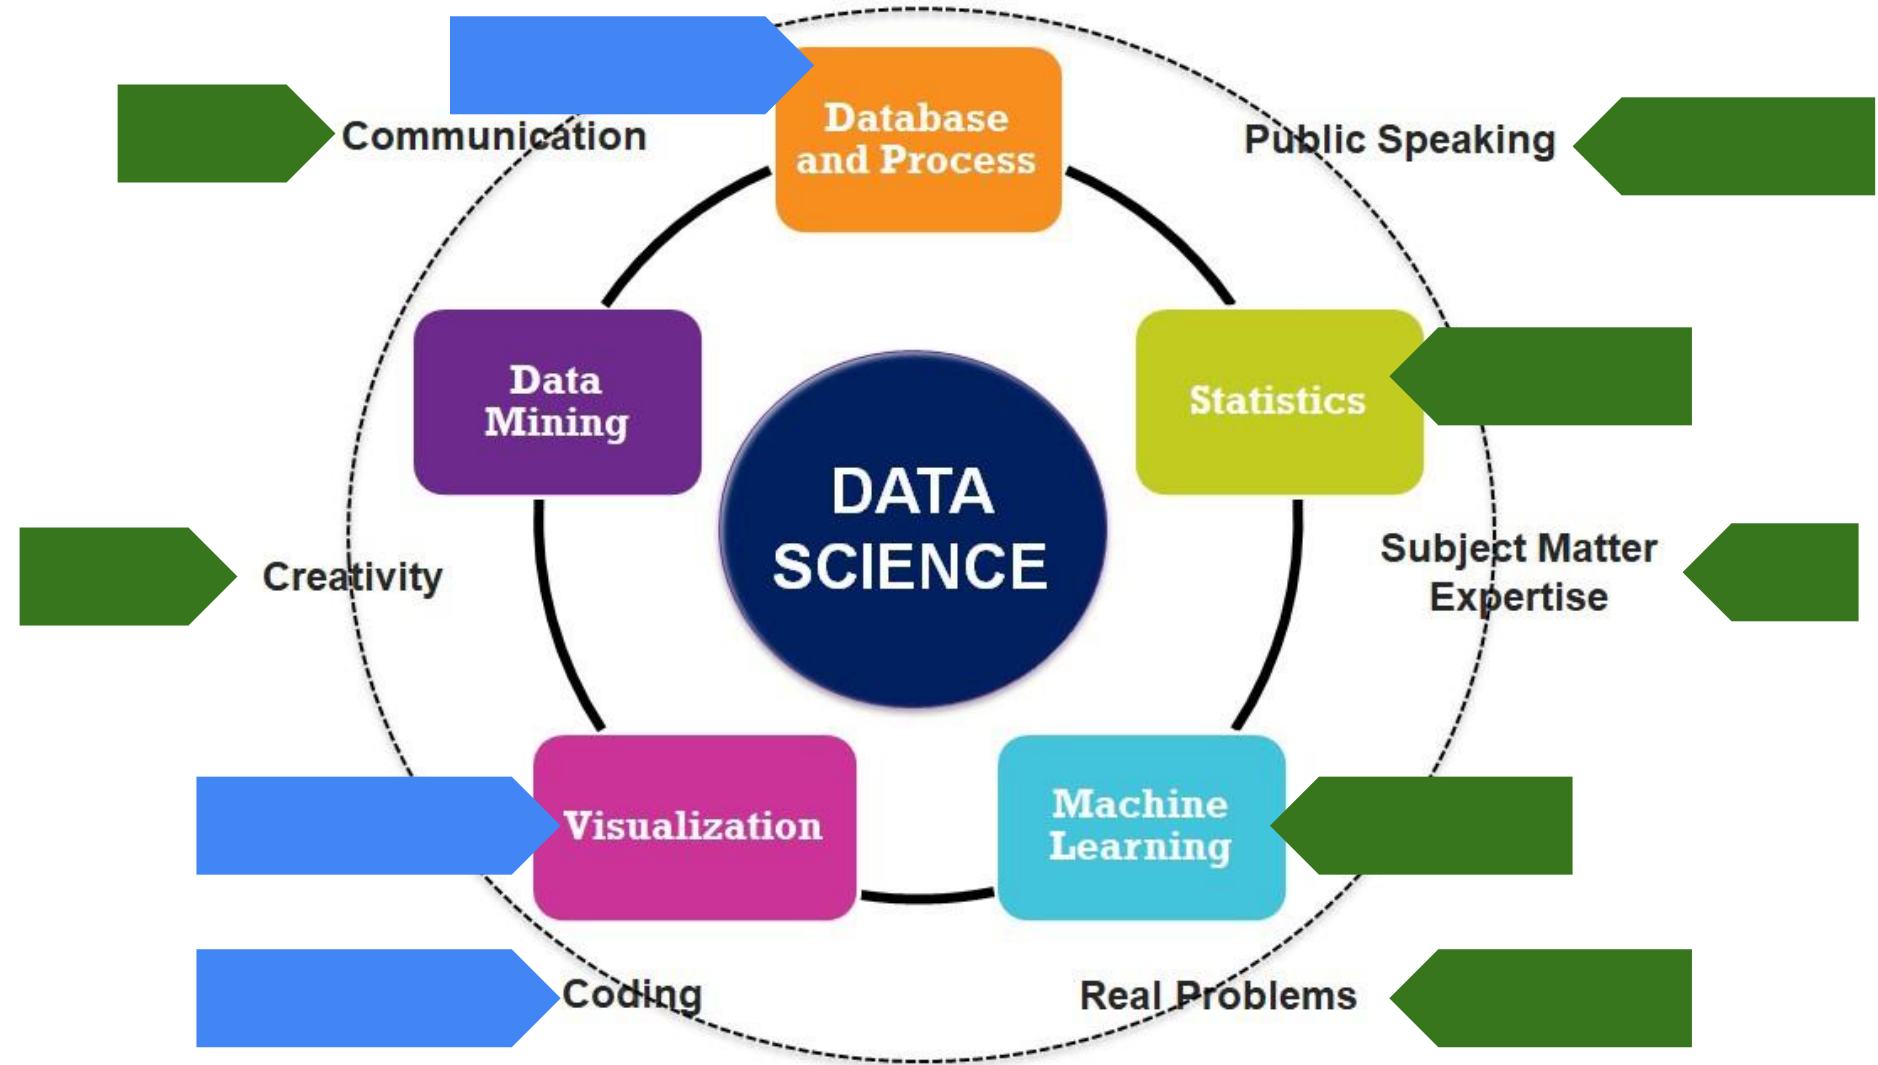 Database
and Process
Communication
Public Speaking
Data
Mining
Statistics
DATA
SCIENCE
Creativity
Subject Matter
Expertise
Visualization
Machine
Learning
Coding
Real Problems